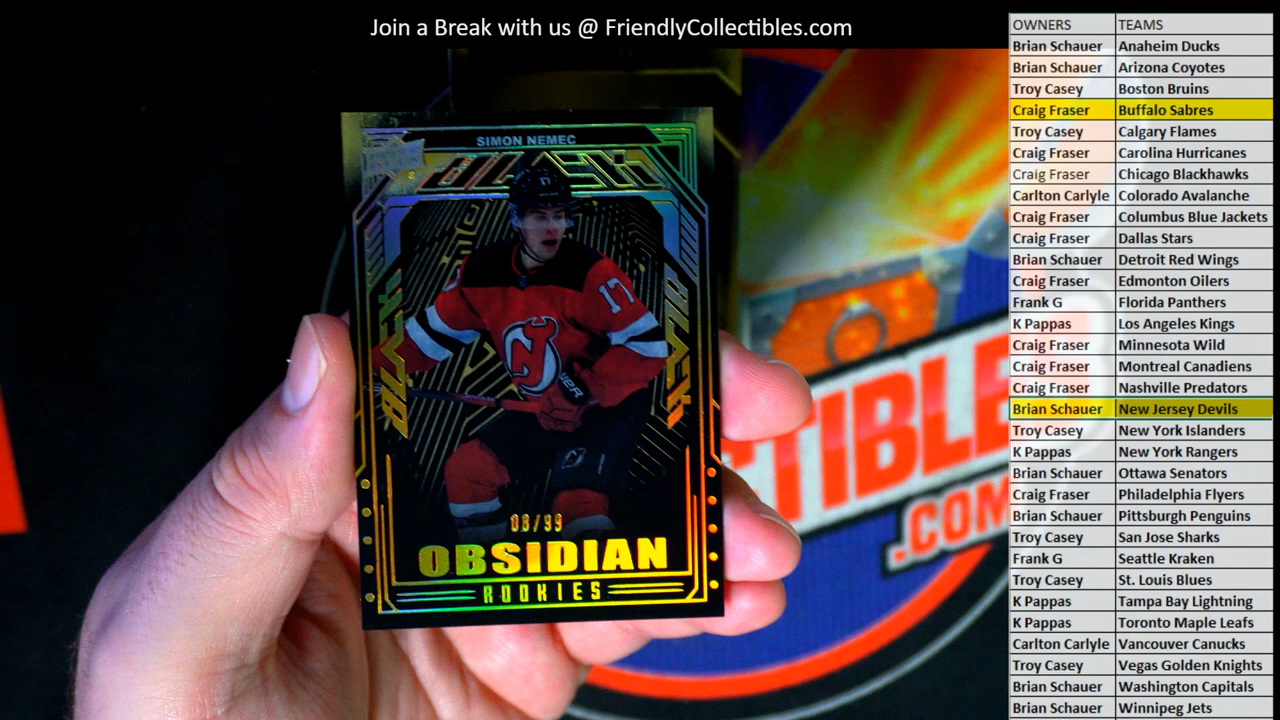 Join a Break with us @ FriendlyCollectibles.com
SIMON NEMEC
BLACK
17
17
BLACK
BLACK
BAUER
08/99
OBSIDIAN
ROOKIES
TIBLE
.COM
OWNERS TEAMS
Brian Schauer Anaheim Ducks
Brian Schauer Arizona Coyotes
Troy Casey Boston Bruins
Craig Fraser Buffalo Sabres
Troy Casey Calgary Flames
Craig Fraser Carolina Hurricanes
Craig Fraser Chicago Blackhawks
Carlton Carlyle Colorado Avalanche
Craig Fraser Columbus Blue Jackets
Craig Fraser Dallas Stars
Brian Schauer Detroit Red Wings
Craig Fraser Edmonton Oilers
Frank G Florida Panthers
K Pappas Los Angeles Kings
Craig Fraser Minnesota Wild
Craig Fraser Montreal Canadiens
Craig Fraser Nashville Predators
Brian Schauer New Jersey Devils
Troy Casey New York Islanders
K Pappas New York Rangers
Brian Schauer Ottawa Senators
Craig Fraser Philadelphia Flyers
Brian Schauer Pittsburgh Penguins
Troy Casey San Jose Sharks
Frank G Seattle Kraken
Troy Casey St. Louis Blues
K Pappas Tampa Bay Lightning
K Pappas Toronto Maple Leafs
Carlton Carlyle Vancouver Canucks
Troy Casey Vegas Golden Knights
Brian Schauer Washington Capitals
Brian Schauer Winnipeg Jets